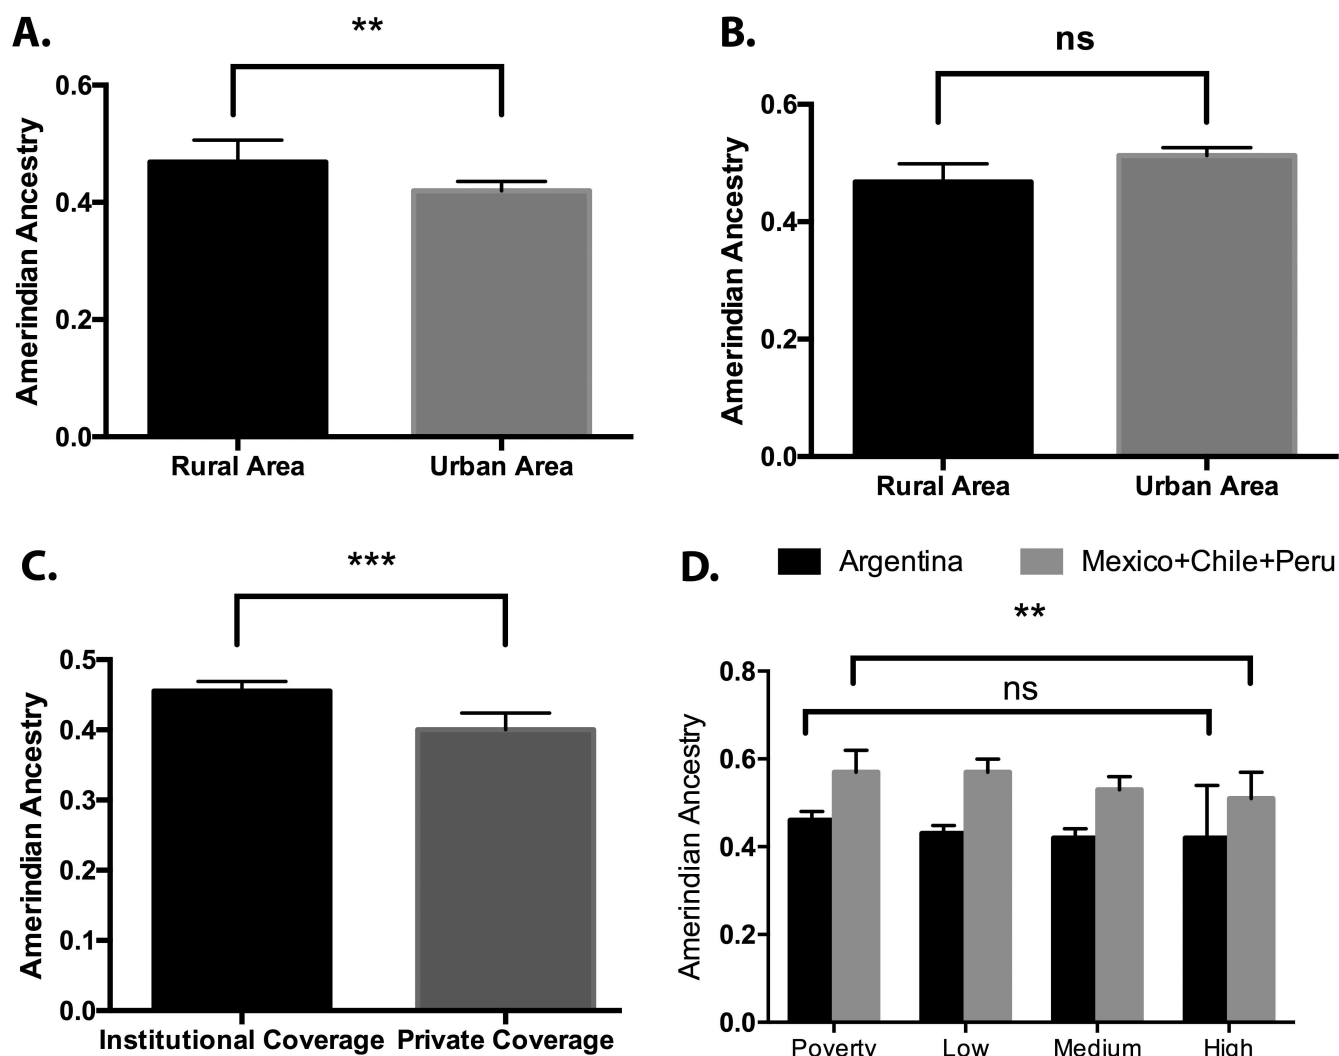 A.
**
Amerindian Ancestry
0.6
0.4
0.2
0.0
Rural Area
Urban Area
B.
ns
Amerindian Ancestry
0.6
0.4
0.2
0.0
Rural Area
Urban Area
C.
***
Amerindian Ancestry
0.5
0.4
0.3
0.2
0.1
0.0
Institutional Coverage
Private Coverage
D.
Argentina
Mexico+Chile+Peru
**
ns
Amerindian Ancestry
0.8
0.6
0.4
0.2
0.0
Poverty
Low
Medium
High